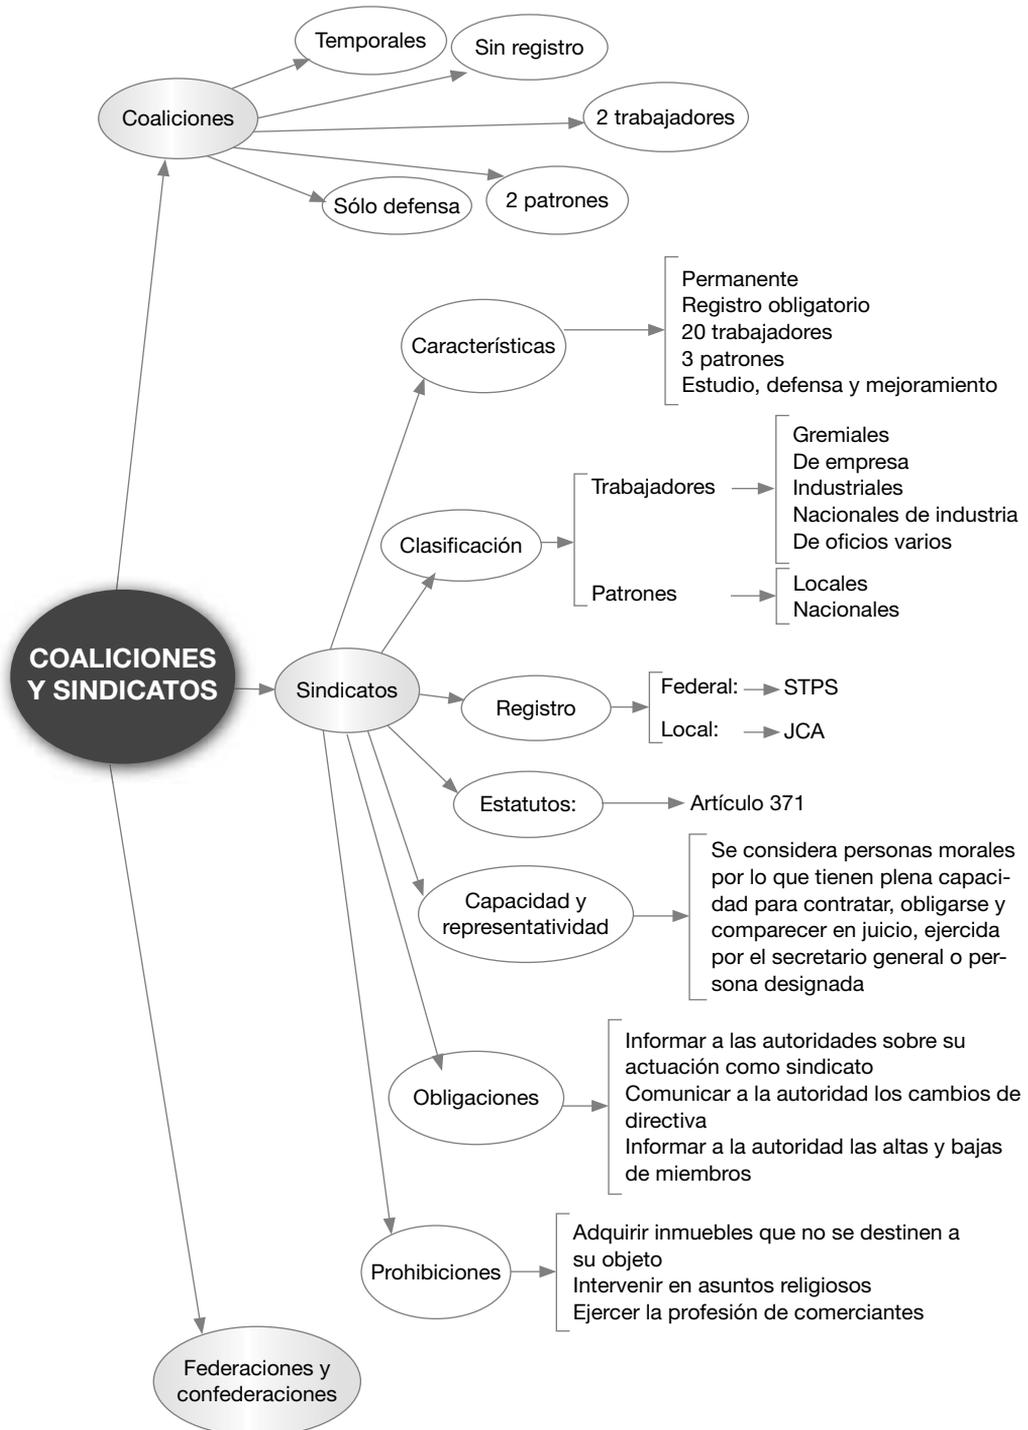 Temporales
Sin registro
Coaliciones
2 trabajadores
Sólo defensa
2 patrones
Permanente
Registro obligatorio
20 trabajadores
3 patrones
Estudio, defensa y mejoramiento
Características
Gremiales
De empresa
Industriales
Nacionales de industria
De oficios varios
Trabajadores
Clasificación
Patrones
Locales
Nacionales
COALICIONES
Y SINDICATOS
Sindicatos
Registro
Federal:
STPS
Local:
JCA
Estatutos:
Artículo 371
Capacidad y
representatividad
Se considera personas morales
por lo que tienen plena capaci-
dad para contratar, obligarse y
comparecer en juicio, ejercida
por el secretario general o per-
sona designada
Obligaciones
Informar a las autoridades sobre su
actuación como sindicato
Comunicar a la autoridad los cambios de
directiva
Informar a la autoridad las altas y bajas
de miembros
Prohibiciones
Adquirir inmuebles que no se destinen a
su objeto
Intervenir en asuntos religiosos
Ejercer la profesión de comerciantes
Federaciones y
confederaciones